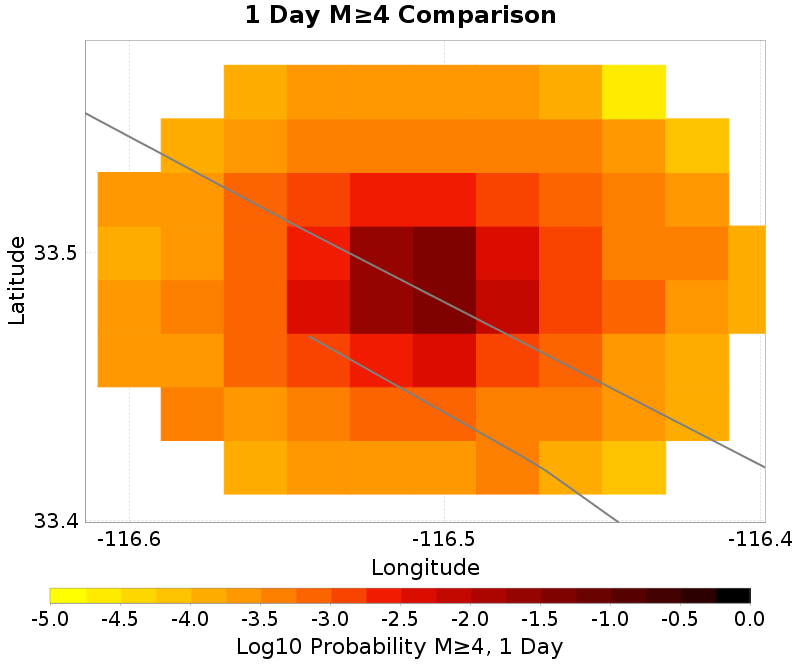 1 Day M≥4 Comparison
Latitude
33.5
33.4
-116.6 -116.5 -116.4
Longitude
-5.0 -4.5 -4.0 -3.5 -3.0 -2.5 -2.0 -1.5 -1.0 -0.5 0.0
Log10 Probability M≥4, 1 Day